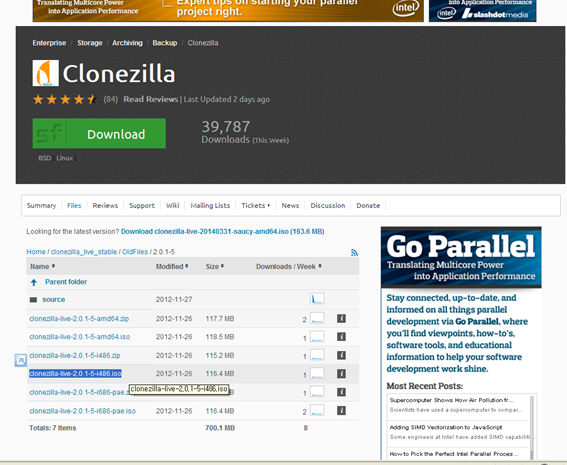 Translating Multicore Power
into Application Performance
Expert tips on starting your parallel
project right.
intel
into Application Performance
intel
slashdotmedia
Enterprise / Storage / Archiving / Backup / Clonezilla
Clonezilla
(84) Read Reviews | Last Updated 2 days ago
sf Download
39,787
Downloads (This Week)
BSD Linux
Summary Files Reviews Support Wiki Mailing Lists Tickets News Discussion Donate
Looking for the latest version? Download clonezilla-live-20140331-saucy-amd64.iso (163.6 MB)
Home / clonezilla_live_stable / OldFiles / 2.0.1-5
Name Modified Size Downloads / Week
Parent folder
source 2012-11-27
clonezilla-live-2.0.1-5-amd64.zip 2012-11-26 117.7 MB 2
clonezilla-live-2.0.1-5-amd64.iso 2012-11-26 118.5 MB 1
clonezilla-live-2.0.1-5-i486.zip 2012-11-26 115.2 MB 1
clonezilla-live-2.0.1-5-i486.iso 2012-11-26 116.4 MB 1
clonezilla-live-2,0,1-5-i486,iso
clonezilla-live-2.0.1-5-i686-pae 1
clonezilla-live-2.0.1-5-i686-pae.iso 2012-11-26 116.4 MB 2
Totals: 7 Items 700.1 MB 8
Go Parallel
Translating Multicore Power
into Application Performance
Stay connected, up-to-date, and
informed on all things parallel
development via Go Parallel, where
you'll find viewpoints, how-to's,
software tools, and educational
information to help your software
development work shine.
Most Recent Posts:
Supercomputer Shows How Air Pollution fr...
Scientists have used a supercomputer to compar...
Adding SIMD Vectorization to JavaScript
Some engineers at Intel have added SIMD capabilit...
How to Pick the Perfect Intel Parallel Proces...